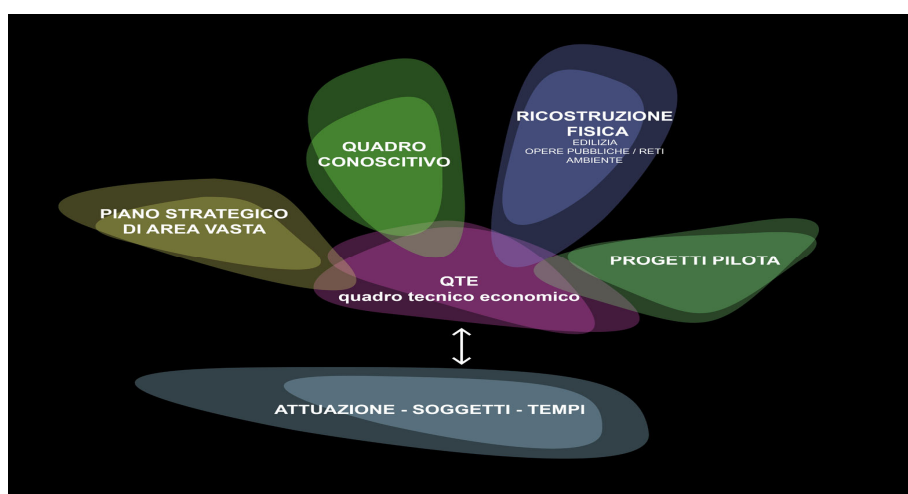 RICOSTRUZIONE
FISICA
EDILIZIA
OPERE PUBBLICHE / RETI
AMBIENTE
QUADRO
CONOSCITIVO
PIANO STRATEGICO
DI AREA VASTA
PROGETTI PILOTA
QTE
quadro tecnico economico
ATTUAZIONE - SOGGETTI - TEMPI